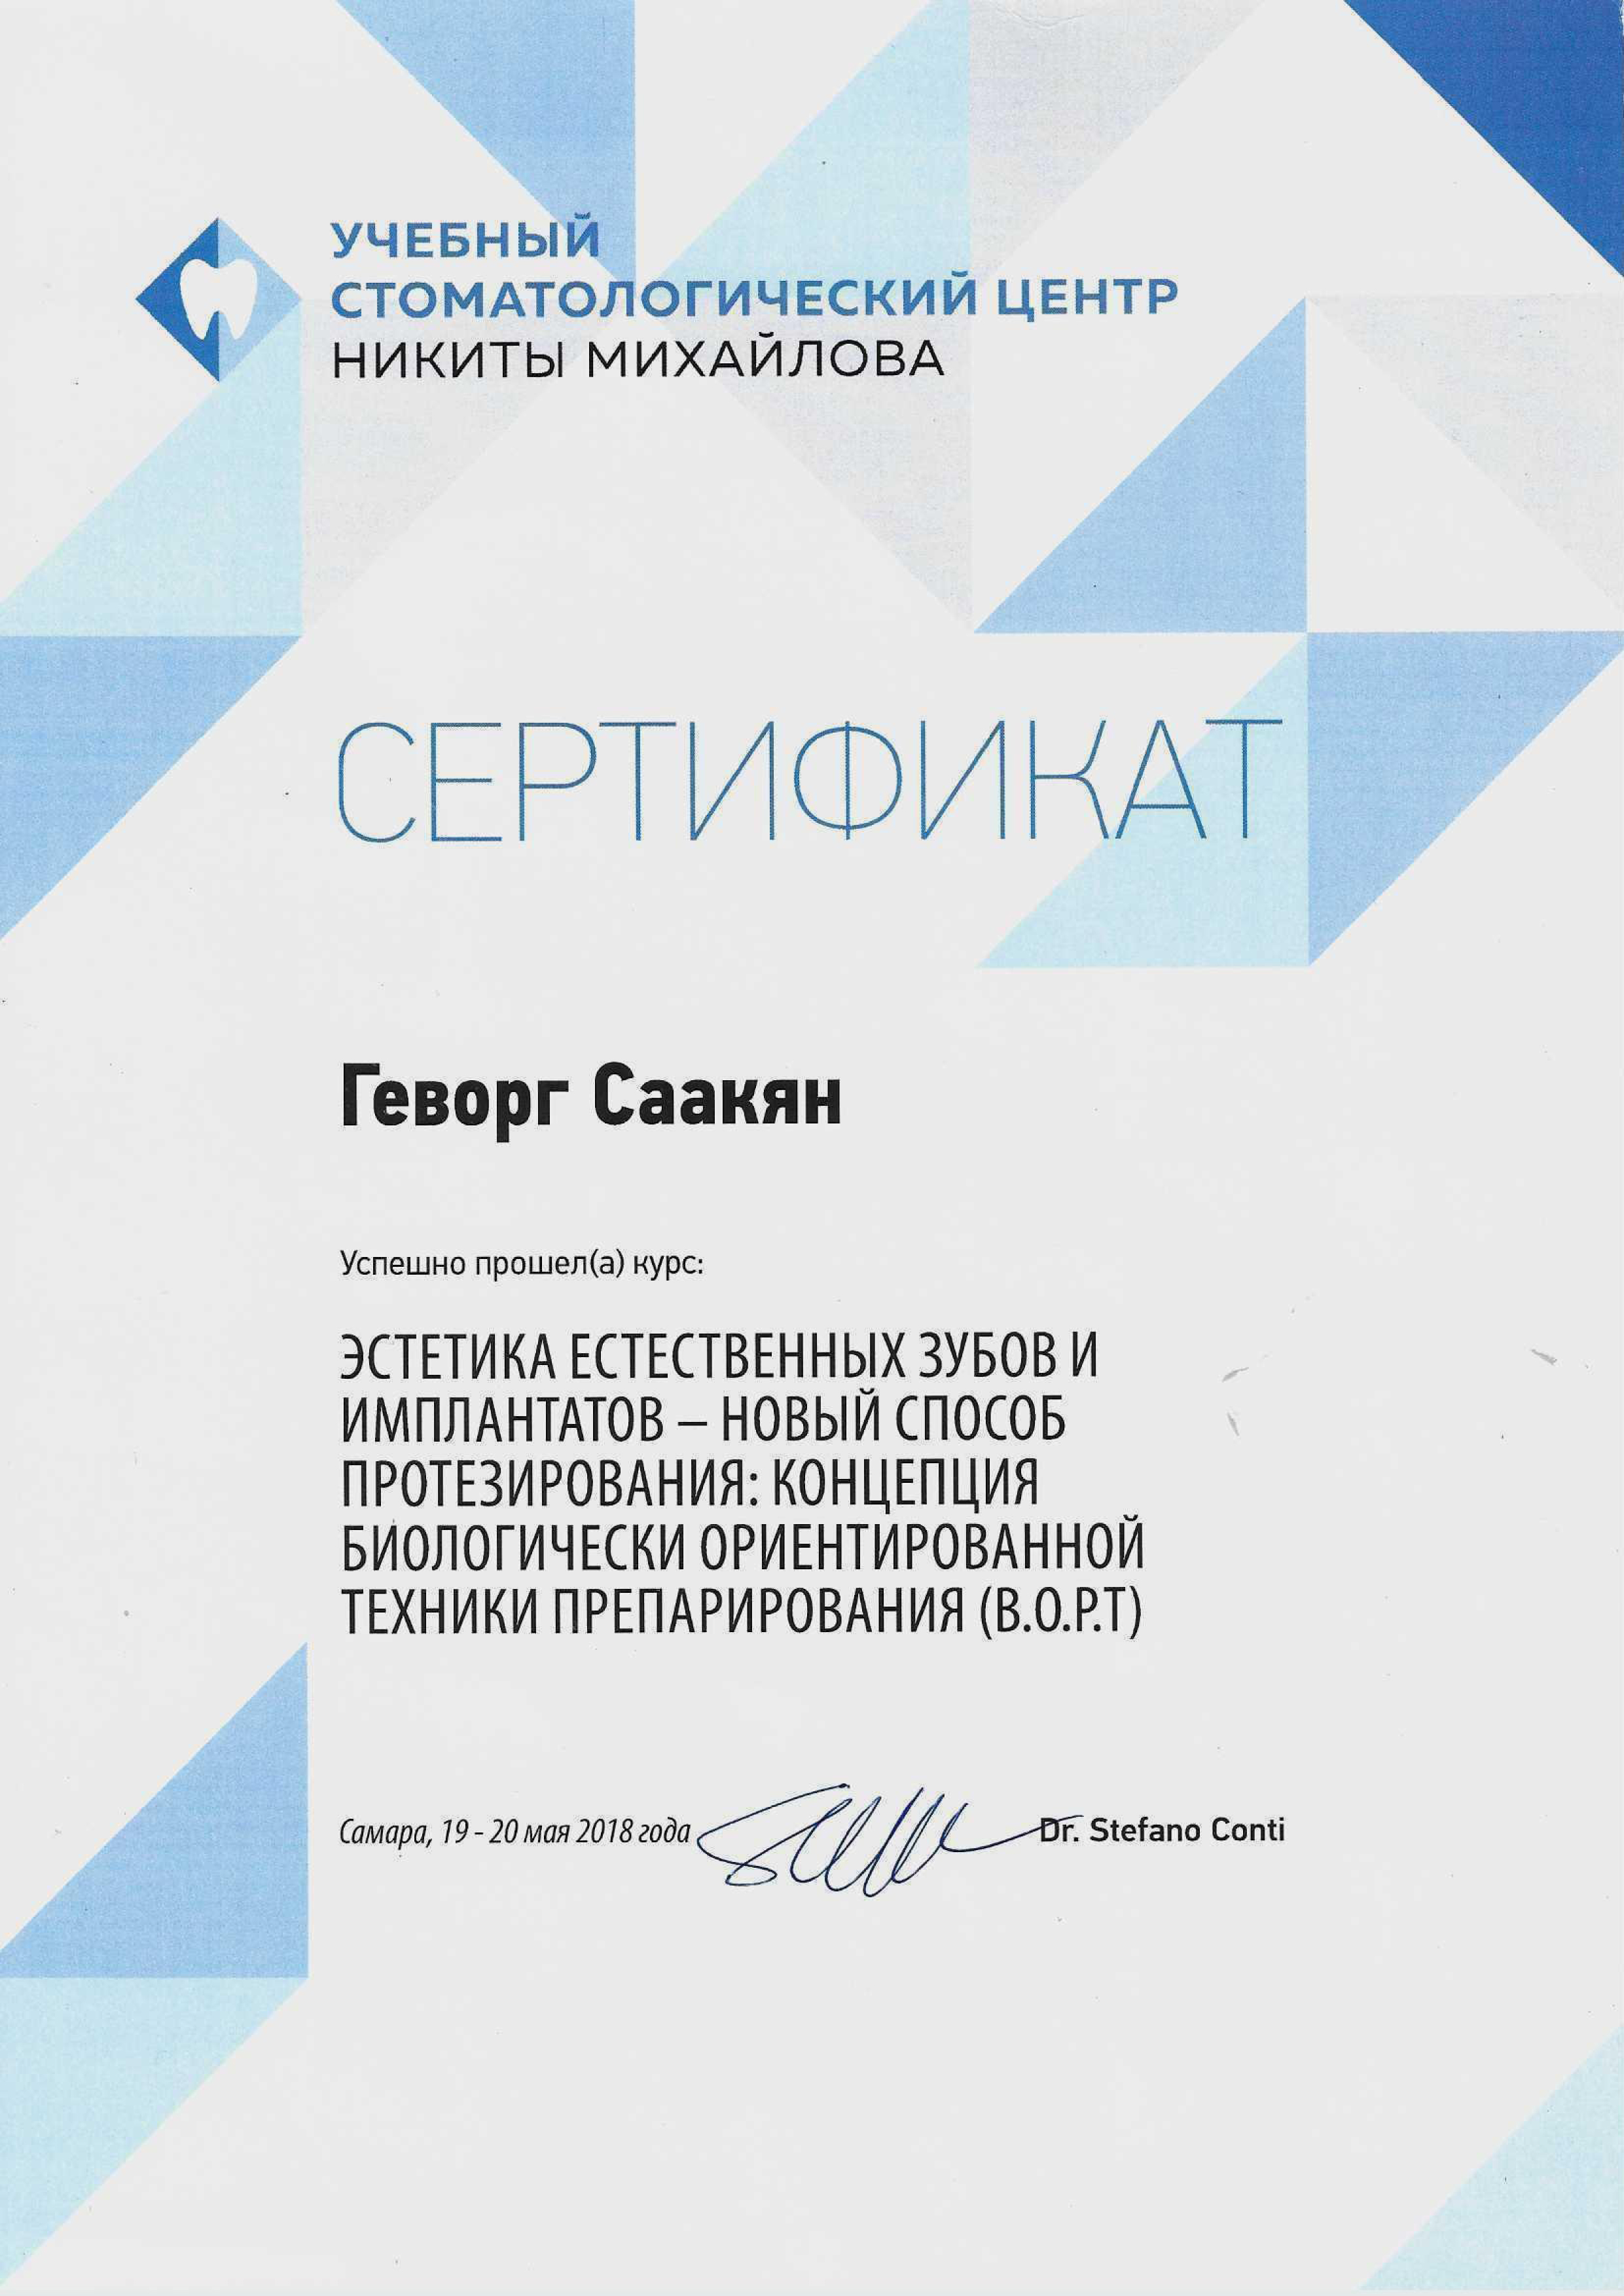 УЧЕБНЫЙ
СТОМАТОЛОГИЧЕСКИЙ ЦЕНТР
НИКИТЫ МИХАЙЛОВА
СЕРТИФИКАТ
Геворг Саакян
Успешно прошел(а) курс:
ЭСТЕТИКА ЕСТЕСТВЕННЫХ ЗУБОВ И
ИМПЛАНТАТОВ – НОВЫЙ СПОСОБ
ПРОТЕЗИРОВАНИЯ: КОНЦЕПЦИЯ
БИОЛОГИЧЕСКИ ОРИЕНТИРОВАННОЙ
ТЕХНИКИ ПРЕПАРИРОВАНИЯ (B.O.P.T)
Самара, 19 - 20 мая 2018 года Dr. Stefano Conti